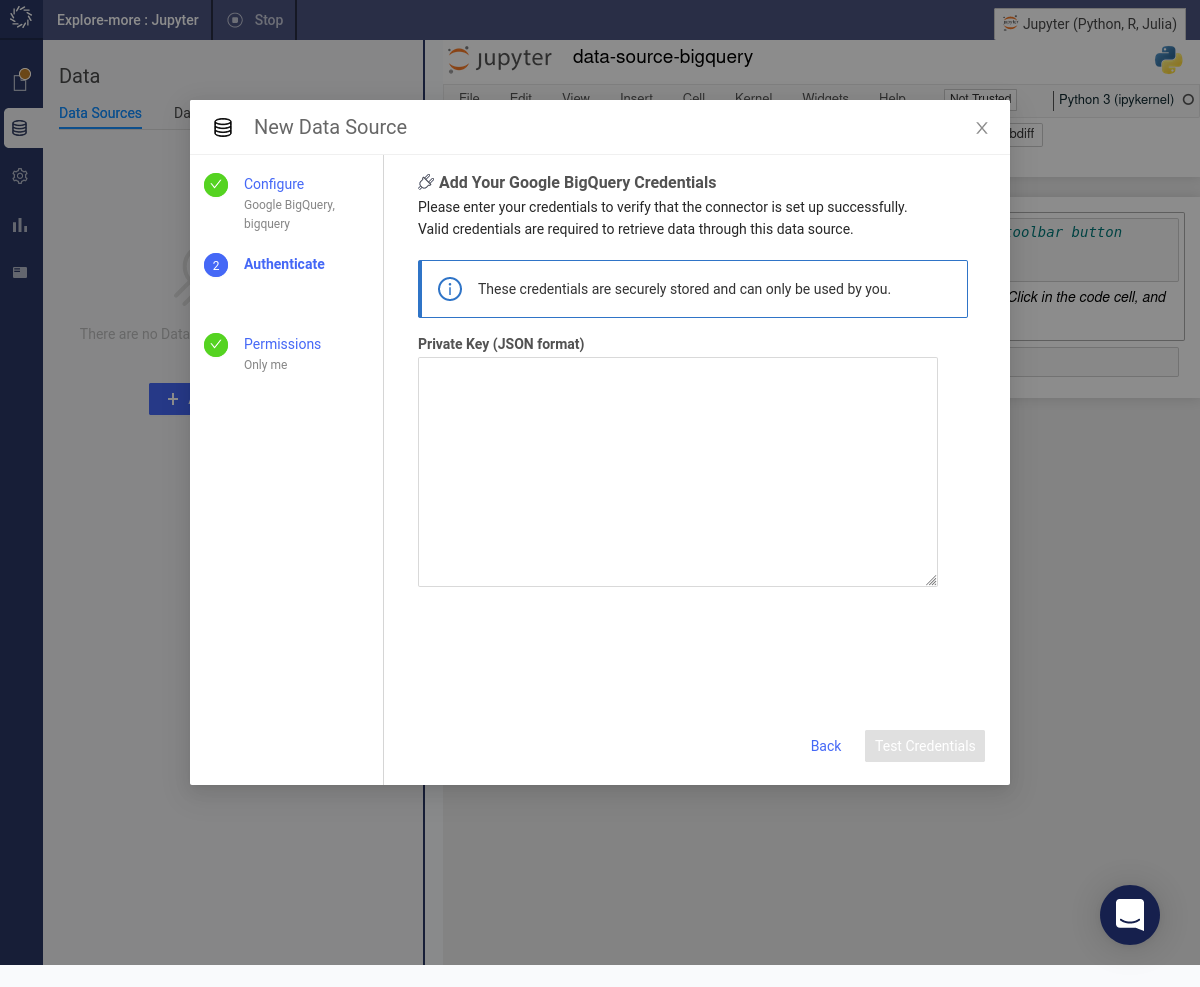 Explore-more : Jupyter
Stop
Jupyter (Python, R, Julia)
Data
Data Sources
jupyter
data-source-bigquery
File Edit View Insert Cell Kernel Widgets Help
Not Trusted
Python 3 (ipykernel)
New Data Source
Configure
Google BigQuery,
bigquery
2
Authenticate
Permissions
Only me
Add Your Google BigQuery Credentials
Please enter your credentials to verify that the connector is set up successfully.
Valid credentials are required to retrieve data through this data source.
These credentials are securely stored and can only be used by you.
Private Key (JSON format)
Back
Test Credentials
There are no Data
bdiff
toolbar button
Click in the code cell, and